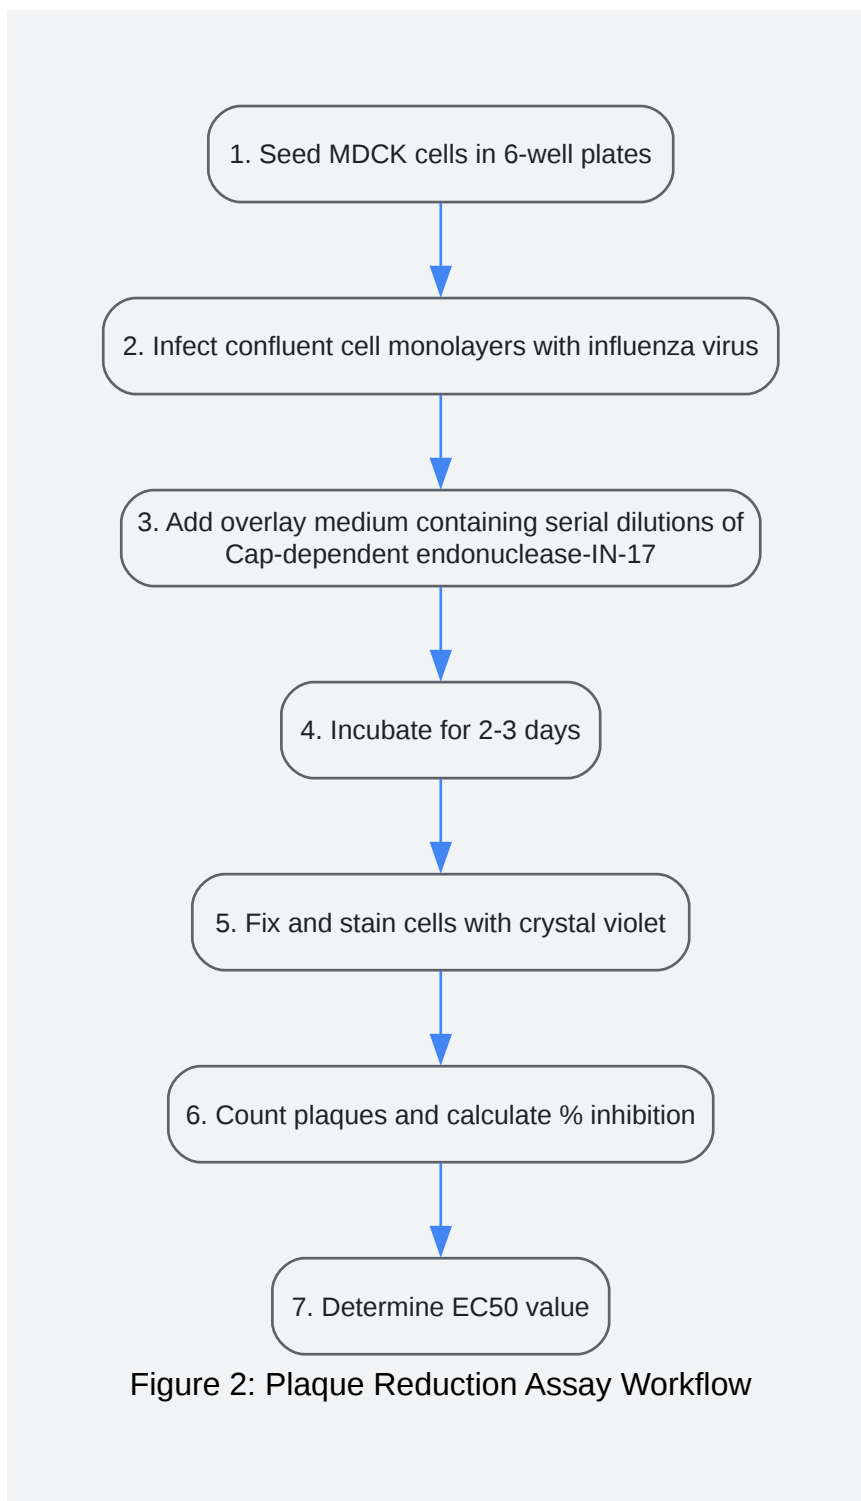 1. Seed MDCK cells in 6-well plates
2. Infect confluent cell monolayers with influenza virus
3. Add overlay medium containing serial dilutions of
Cap-dependent endonuclease-IN-17
4. Incubate for 2-3 days
5. Fix and stain cells with crystal violet
6. Count plaques and calculate % inhibition
7. Determine EC50 value
Figure 2: Plaque Reduction Assay Workflow